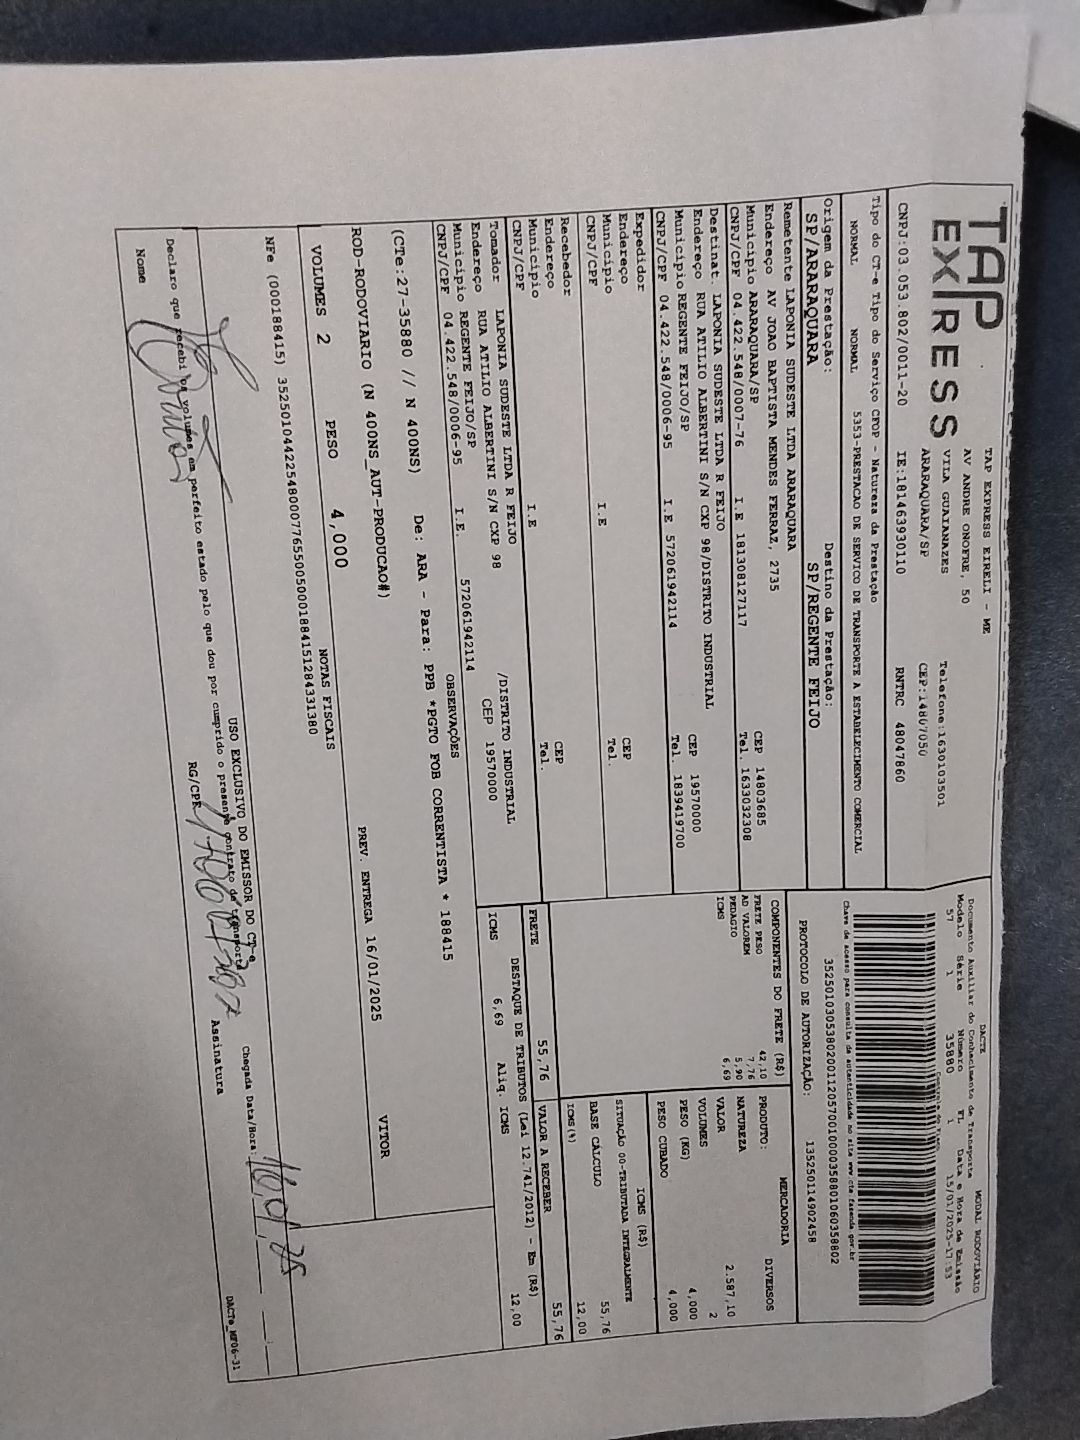 TAP
EXPRESS
TAP EXPRESS EIRELI - ME
AV ANDRE ONOFRE, 50
VILA GUAIANAZES
ARARAQUARA/SP
Telefone:1630103501
CEP:14807050
CNPJ:03.053.802/0011-20 IE:181463930110 RNTRC 48047860
DACTE MODAL RODOVIÁRIO
Documento Auxiliar do Conhecimento de Transporte
Modelo Série Número FL Data e Hora de Emissão
57 1 35880 1 15/01/2025-17:53
Chave de acesso para consulta de autenticidade no site www.cte.fazenda.gov.br
35250103053802001120570010000358801060358802
PROTOCOLO DE AUTORIZAÇÃO: 135250114902458
Tipo do CT-e Tipo do Serviço CFOP - Natureza da Prestação
NORMAL NORMAL 5353-PRESTACAO DE SERVICO DE TRANSPORTE A ESTABELECIMENTO COMERCIAL
Origem da Prestação: Destino da Prestação:
SP/ARARAQUARA SP/REGENTE FEIJO
Remetente LAPONIA SUDESTE LTDA ARARAQUARA
Endereço AV JOAO BAPTISTA MENDES FERRAZ, 2735
Município ARARAQUARA/SP CEP 14803685
CNPJ/CPF 04.422.548/0007-76 I.E 181308127117 Tel. 1633032308
Destinat. LAPONIA SUDESTE LTDA R FEIJO
Endereço RUA ATILIO ALBERTINI S/N CXP 98/DISTRITO INDUSTRIAL
Município REGENTE FEIJO/SP CEP 19570000
CNPJ/CPF 04.422.548/0006-95 I.E 572061942114 Tel. 1839419700
Expedidor
Endereço
Município CEP
CNPJ/CPF I.E Tel.
Recebedor
Endereço
Município CEP
CNPJ/CPF I.E Tel.
Tomador LAPONIA SUDESTE LTDA R FEIJO
Endereço RUA ATILIO ALBERTINI S/N CXP 98 /DISTRITO INDUSTRIAL
Município REGENTE FEIJO/SP CEP 19570000
CNPJ/CPF 04.422.548/0006-95 I.E. 572061942114
COMPONENTES DO FRETE (R$)
FRETE PESO 42,10
AD VALOREM 7,76
PEDAGIO 5,90
ICMS 6,69
MERCADORIA
PRODUTO: DIVERSOS
NATUREZA
VALOR 2.587,10
VOLUMES 2
PESO (KG) 4,000
PESO CUBADO 4,000
ICMS (R$)
SITUAÇÃO 00-TRIBUTADA INTEGRALMENTE
BASE CÁLCULO 55,76
ICMS(%) 12,00
FRETE 55,76 VALOR A RECEBER 55,76
DESTAQUE DE TRIBUTOS (Lei 12.741/2012) - Em (R$)
ICMS 6,69 Aliq. ICMS 12,00
OBSERVAÇÕES
(CTe:27-35880 // N 400NS) De: ARA - Para: PPB *PGTO FOB CORRENTISTA * 188415
ROD-RODOVIARIO (N 400NS_AUT-PRODUCAO#)
PREV. ENTREGA 16/01/2025 VITOR
VOLUMES 2 PESO 4,000
NOTAS FISCAIS
NFe (000188415) 35250104422548000776550050001884151284331380
USO EXCLUSIVO DO EMISSOR DO CT-e
Declaro que recebi os volumes em perfeito estado pelo que dou por cumprido o presente contrato de transporte
Chegada Data/Hora: 16,01,25
Nome RG/CPF Assinatura
DACTe_MF06-31